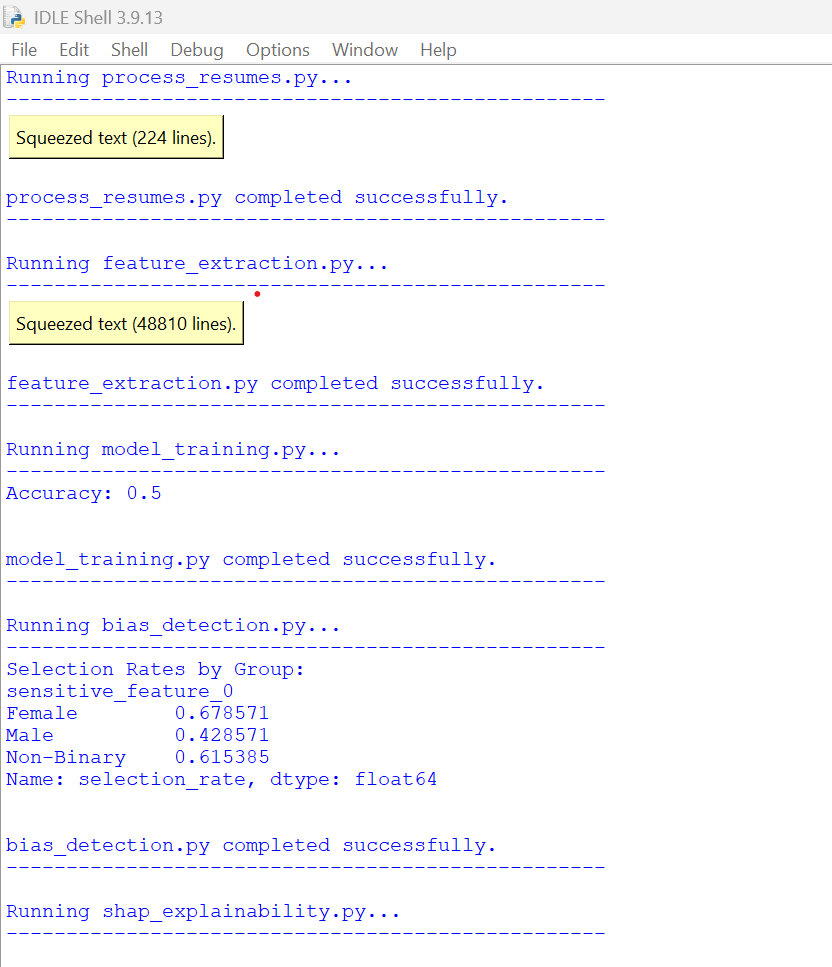 IDLE Shell 3.9.13
File Edit Shell Debug Options Window Help
Running process_resumes.py...
--------------------------------------------------
Squeezed text (224 lines).
process_resumes.py completed successfully.
--------------------------------------------------
Running feature_extraction.py...
--------------------------------------------------
Squeezed text (48810 lines).
feature_extraction.py completed successfully.
--------------------------------------------------
Running model_training.py...
--------------------------------------------------
Accuracy: 0.5
model_training.py completed successfully.
--------------------------------------------------
Running bias_detection.py...
--------------------------------------------------
Selection Rates by Group:
sensitive_feature_0
Female        0.678571
Male          0.428571
Non-Binary    0.615385
Name: selection_rate, dtype: float64
bias_detection.py completed successfully.
--------------------------------------------------
Running shap_explainability.py...
--------------------------------------------------